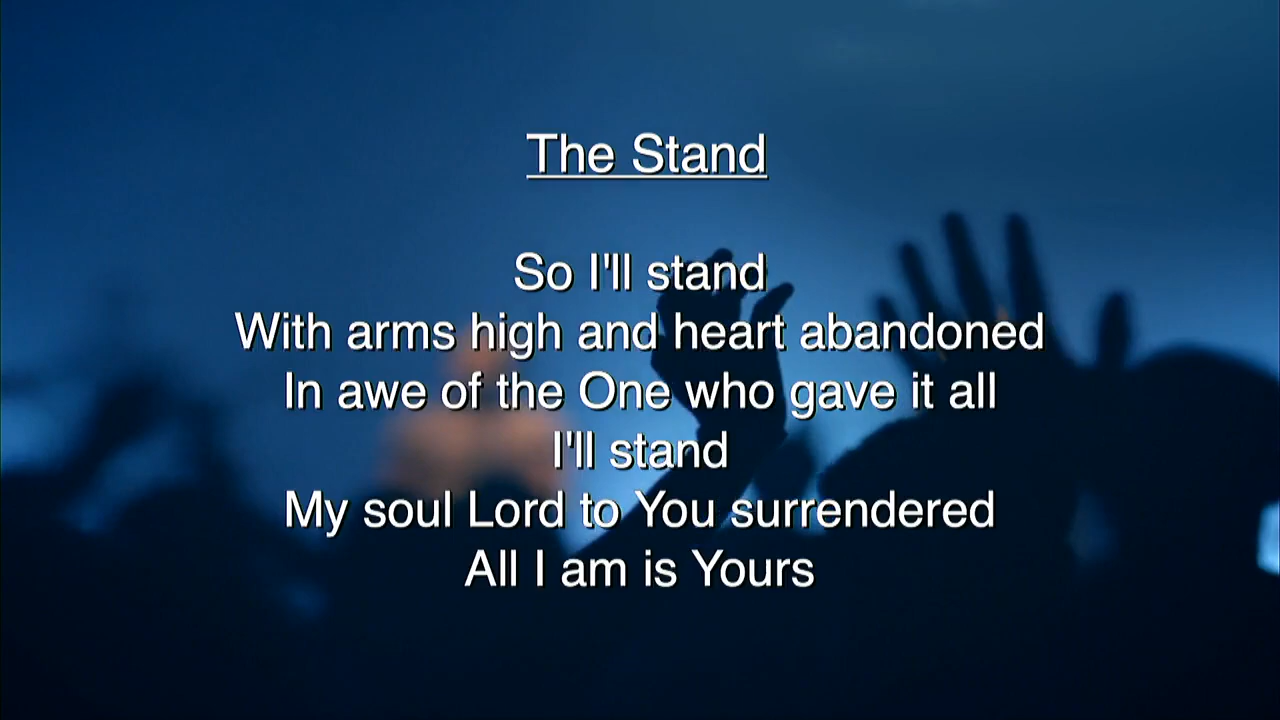 The Stand
So I'll stand
With arms high and heart abandoned
In awe of the One who gave it all
I'll stand
My soul Lord to You surrendered
All I am is Yours